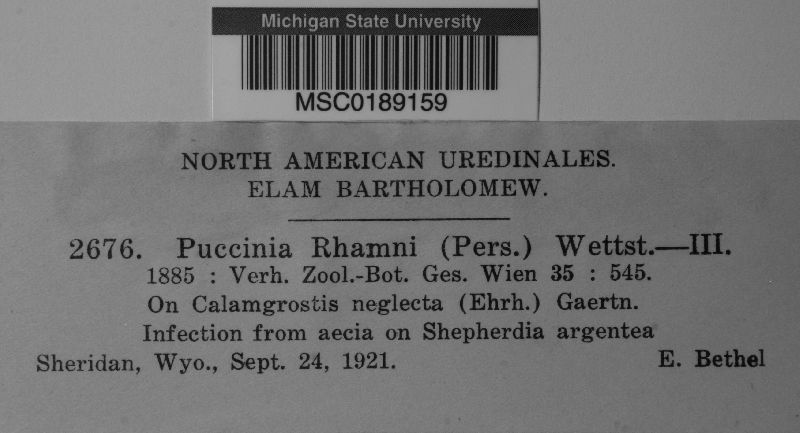 Michigan State University
MSC0189159
NORTH AMERICAN UREDINALES.
ELAM BARTHOLOMEW.
2676. Puccinia Rhamni (Pers.) Wettst.—III.
1885 : Verh. Zool.-Bot. Ges. Wien 35 : 545.
On Calamgrostis neglecta (Ehrh.) Gaertn.
Infection from aecia on Shepherdia argentea
Sheridan, Wyo., Sept. 24, 1921. E. Bethel